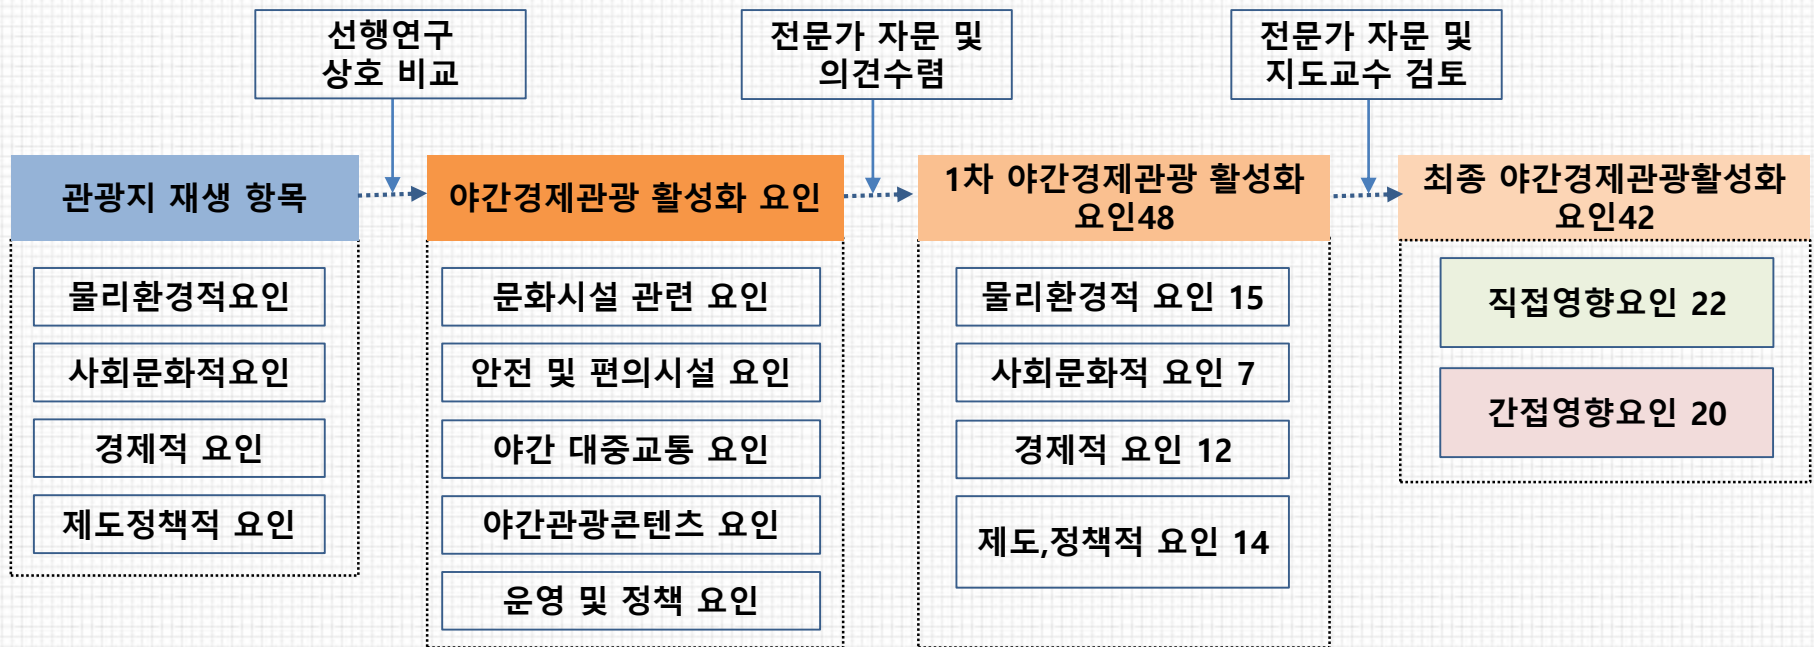 선행연구
상호 비교
전문가 자문 및
의견수렴
전문가 자문 및
지도교수 검토
관광지 재생 항목
물리환경적요인
사회문화적요인
경제적 요인
제도정책적 요인
야간경제관광 활성화 요인
문화시설 관련 요인
안전 및 편의시설 요인
야간 대중교통 요인
야간관광콘텐츠 요인
운영 및 정책 요인
1차 야간경제관광 활성화
요인48
물리환경적 요인 15
사회문화적 요인 7
경제적 요인 12
제도,정책적 요인 14
최종 야간경제관광활성화
요인42
직접영향요인 22
간접영향요인 20